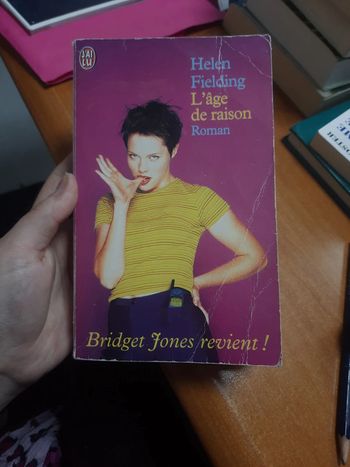 J'AI
LU
Helen
Fielding
L'âge
de raison
Roman
Bridget Jones revient !